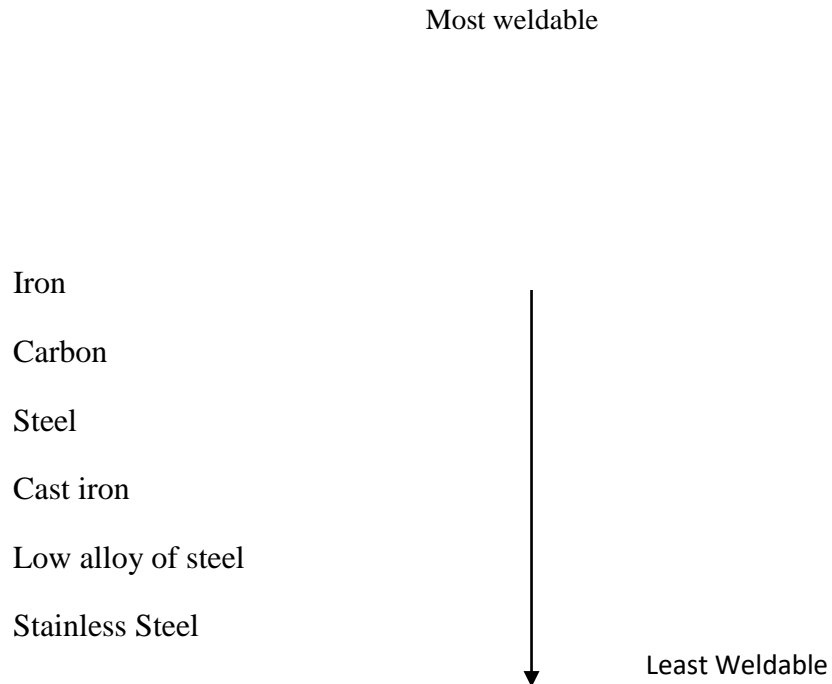 Most weldable
Iron
Carbon
Steel
Cast iron
Low alloy of steel
Stainless Steel
Least Weldable